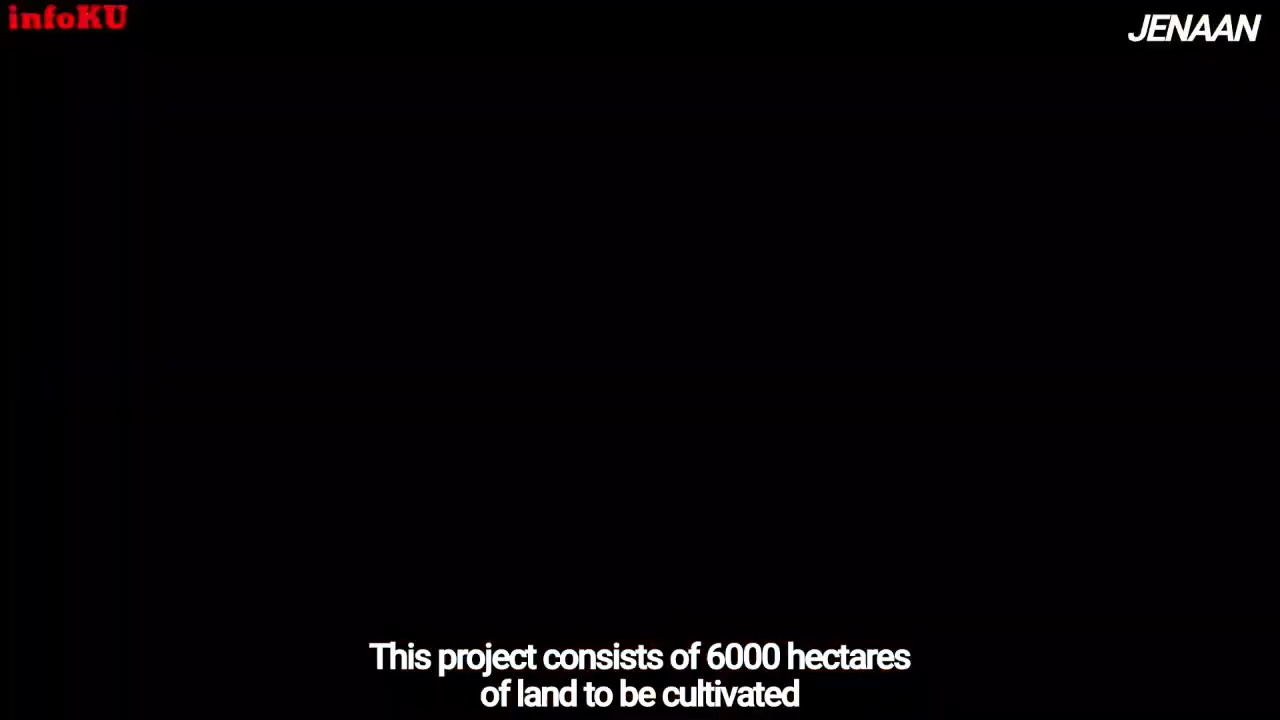 infoKU
JENAAN
This project consists of 6000 hectares
of land to be cultivated